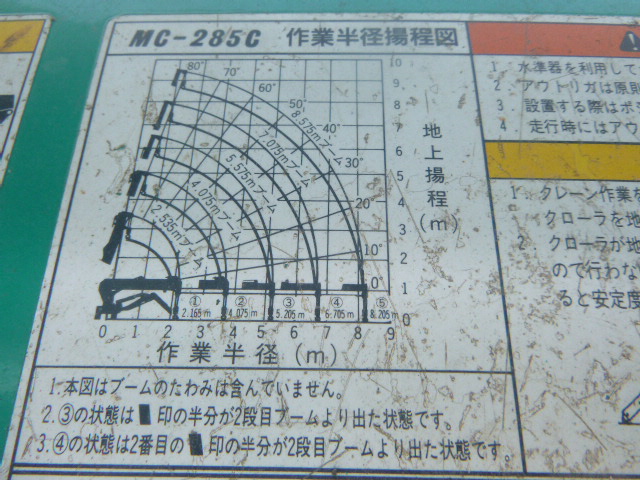 MC-285C 作業半径揚程図
80° 70° 60° 50° 40° 30° 20° 10° 0°
8.575mブーム
7.075mブーム
5.575mブーム
4.075mブーム
2.535mブーム
10
9
8
7
6
5
4
3
2
1
0
地上揚程(m)
① ② ③ ④ ⑤
2.165m 4.075m 5.205m 6.705m 8.205m
0 1 2 3 4 5 6 7 8 9
作業半径(m)
1.本図はブームのたわみは含んでいません。
2.③の状態は▮印の半分が2段目ブームより出た状態です。
3.④の状態は2番目の▮印の半分が2段目ブームより出た状態です。
1. 水準器を利用して
2. アウトリガは原則
3. 設置する際はボ
4. 走行時にはアウ
1. クレーン作業
クローラを地
2. クローラが地
ので行わな
ると安定度